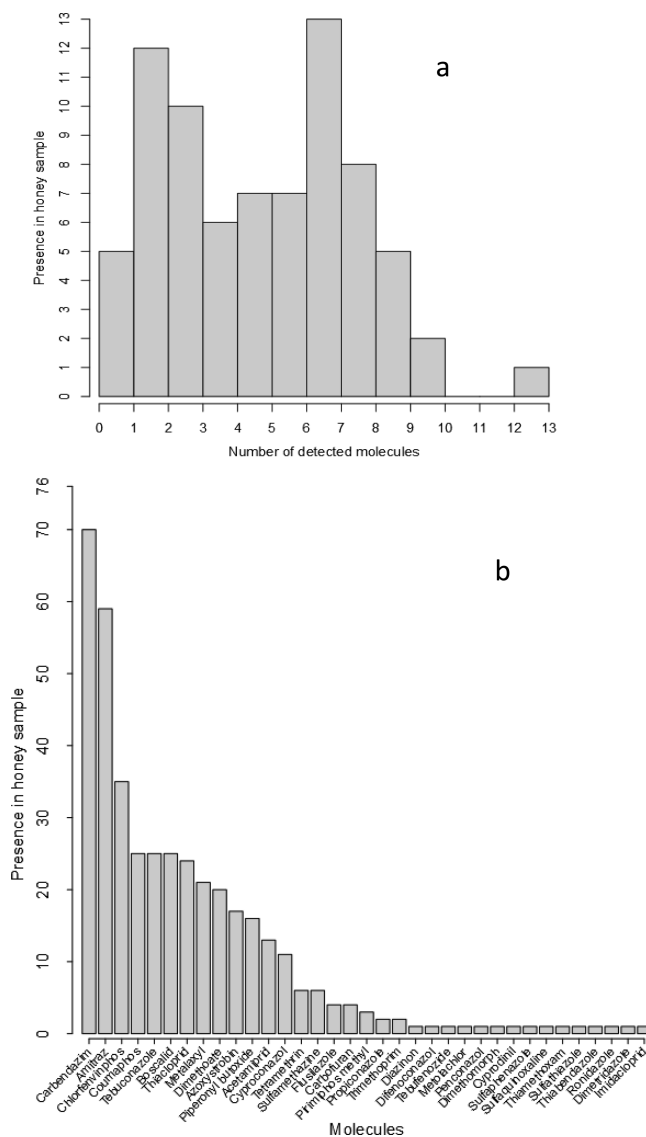 a
Presence in honey sample
0 1 2 3 4 5 6 7 8 9 10 11 12 13
0 1 2 3 4 5 6 7 8 9 10 11 12 13
Number of detected molecules
b
Presence in honey sample
0 10 20 30 40 50 60 70 76
Carbendazim
Amitraz
Chlorfenvinphos
Coumaphos
Tebuconazole
Boscalid
Thiacloprid
Metalaxyl
Dimethoate
Azoxystrobin
Piperonyl butoxide
Acetamiprid
Cyproconazol
Tetramethrin
Sulfamethazine
Flusilazole
Carbofuran
Pirimiphos methyl
Propiconazole
Trimethoprim
Diazinon
Difenoconazol
Tebufenozide
Metolachlor
Penconazol
Dimethomorph
Cyprodinil
Sulfaphenazole
Sulfaquinoxaline
Thiamethoxam
Sulfathiazole
Thiabendazole
Ronidazole
Dimetridazole
Imidacloprid
Molecules